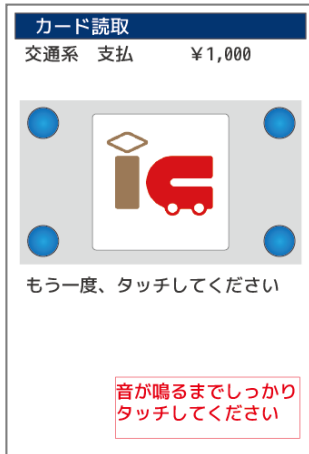 カード読取
交通系 支払 ￥1,000
もう一度、タッチしてください
音が鳴るまでしっかり
タッチしてください